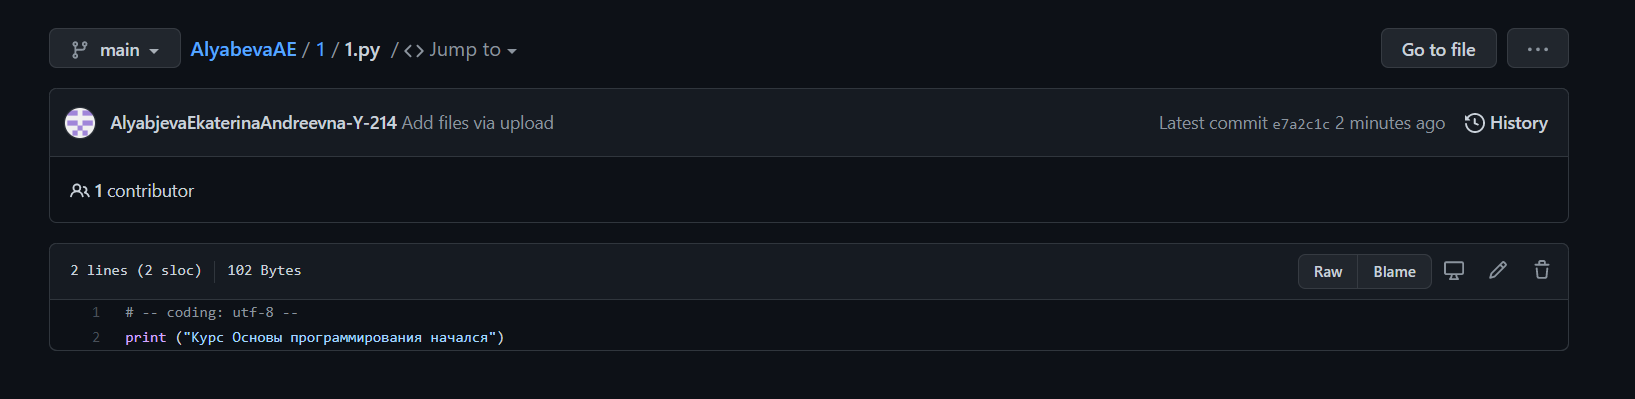 main AlyabevaAE / 1 / 1.py / <> Jump to Go to file ...
AlyabjevaEkaterinaAndreevna-Y-214 Add files via upload Latest commit e7a2c1c 2 minutes ago History
1 contributor
2 lines (2 sloc) 102 Bytes Raw Blame
1 # -- coding: utf-8 --
2 print ("Курс Основы программирования начался")